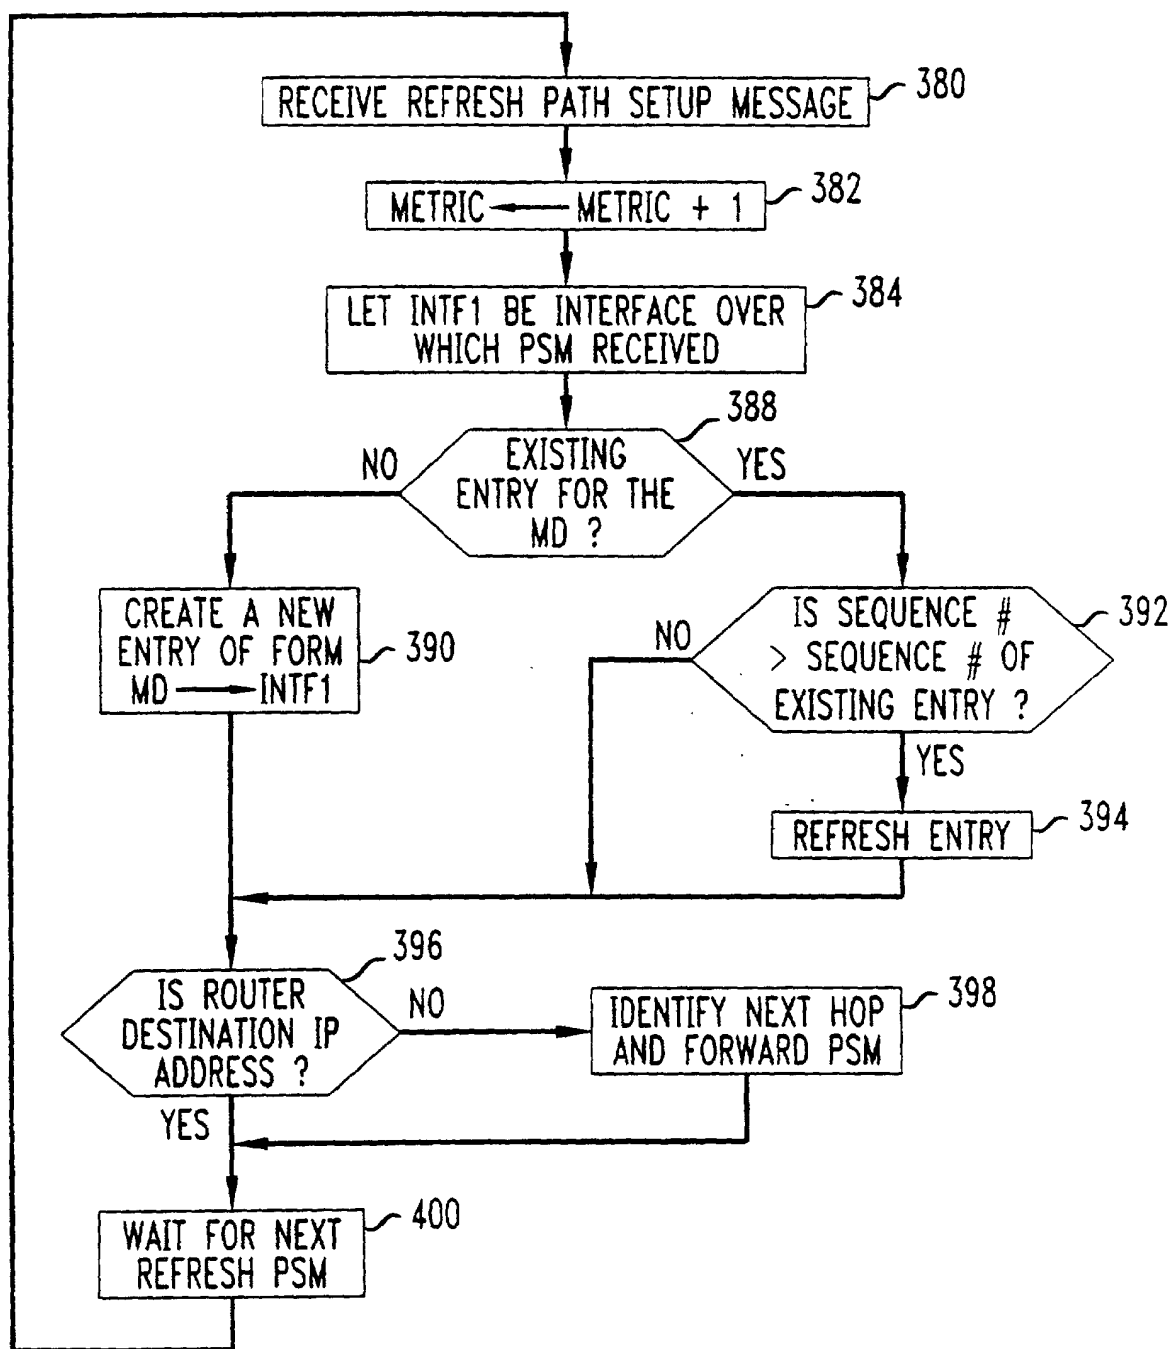 RECEIVE REFRESH PATH SETUP MESSAGE
380
METRIC ← METRIC + 1
382
LET INTF1 BE INTERFACE OVER
WHICH PSM RECEIVED
384
388
EXISTING
ENTRY FOR THE
MD ?
NO
YES
CREATE A NEW
ENTRY OF FORM
MD → INTF1
390
IS SEQUENCE #
> SEQUENCE # OF
EXISTING ENTRY ?
392
NO
YES
REFRESH ENTRY
394
396
IS ROUTER
DESTINATION IP
ADDRESS ?
NO
YES
IDENTIFY NEXT HOP
AND FORWARD PSM
398
WAIT FOR NEXT
REFRESH PSM
400